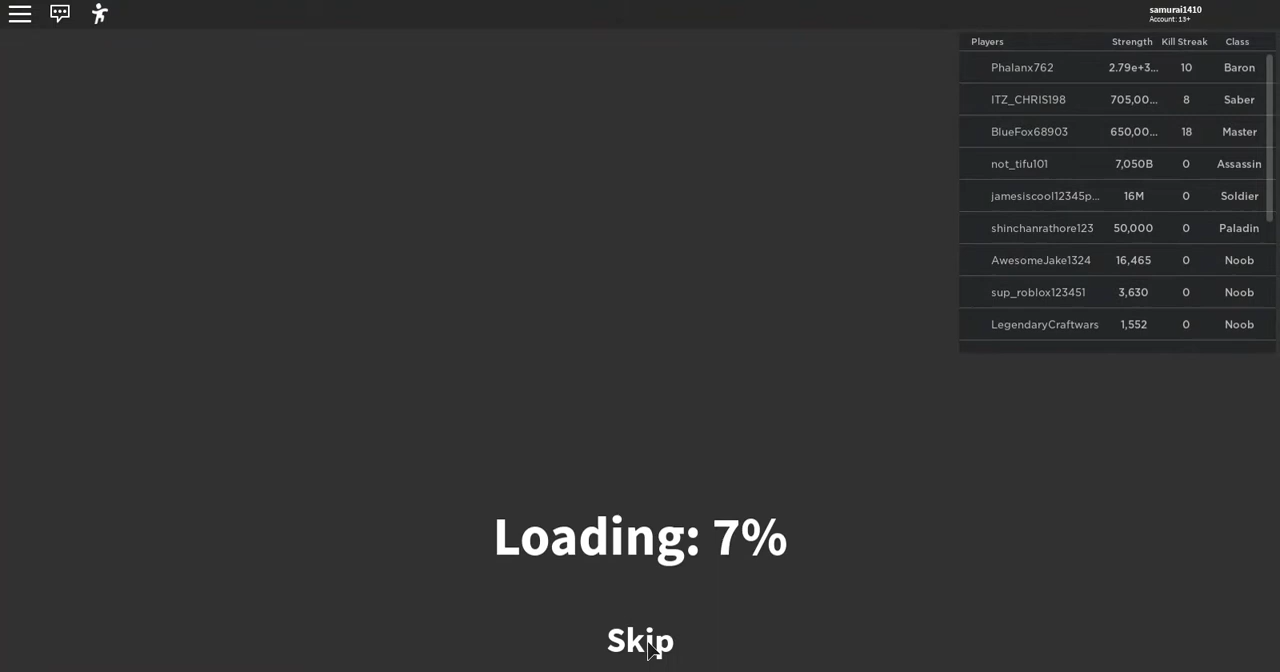 samurai1410
Account: 13+
Players Strength Kill Streak Class
Phalanx762 2.79e+3... 10 Baron
ITZ_CHRIS198 705,00... 8 Saber
BlueFox68903 650,00... 18 Master
not_tifu101 7,050B 0 Assassin
jamesiscool12345p... 16M 0 Soldier
shinchanrathore123 50,000 0 Paladin
AwesomeJake1324 16,465 0 Noob
sup_roblox123451 3,630 0 Noob
LegendaryCraftwars 1,552 0 Noob
Loading: 7%
Skip